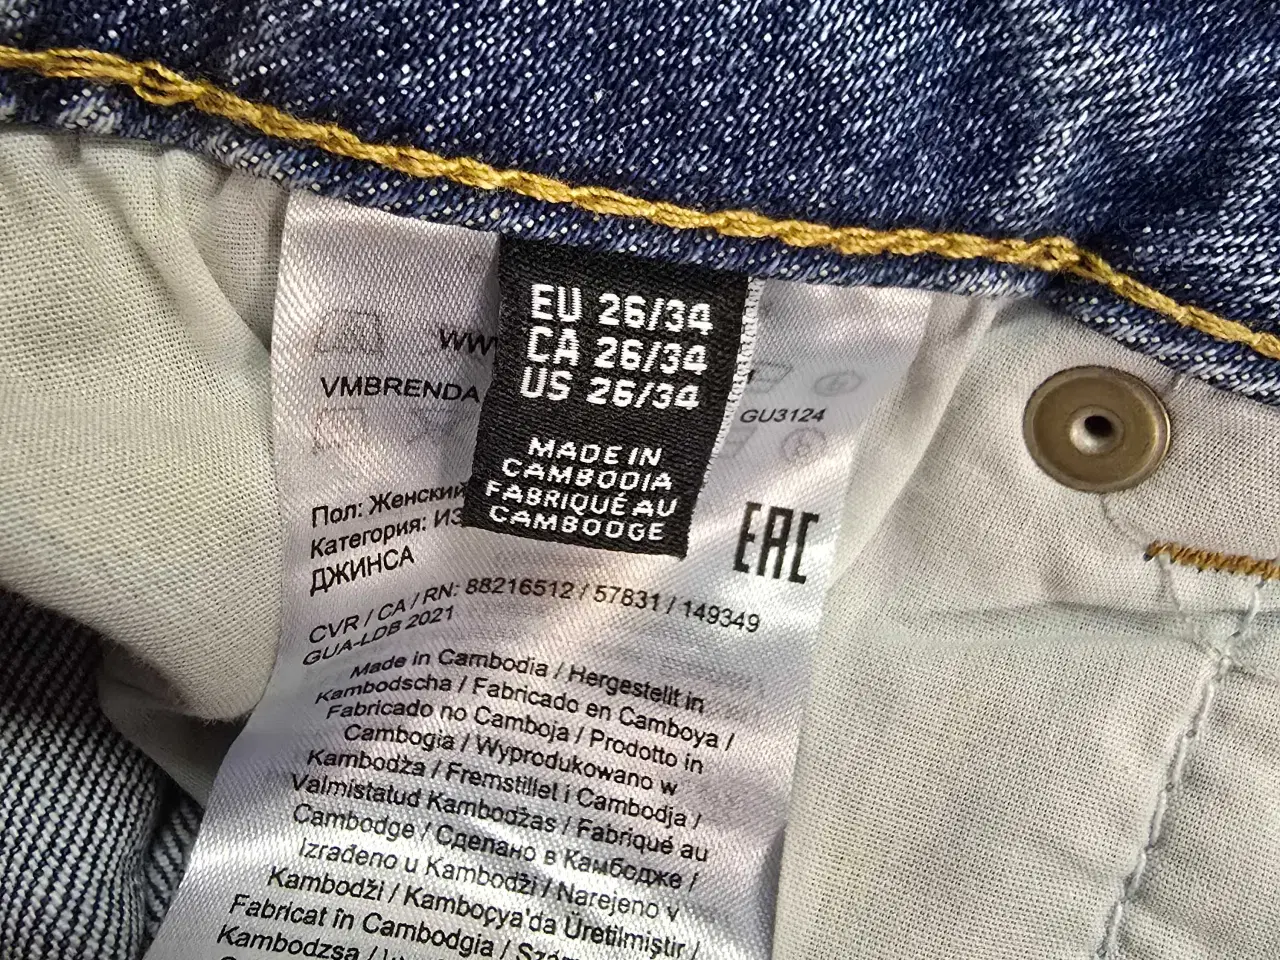 EU 26/34
CA 26/34
US 26/34
MADE IN
CAMBODIA
FABRIQUÉ AU
CAMBODGE
VMBRENDA
GU3124
Пол: Женский
Категория:
ДЖИНСА
EAC
CVR / CA / RN: 88216512 / 57831 / 149349
GUA-LDB 2021
Made in Cambodia / Hergestellt in
Kambodscha / Fabricado en Camboya /
Fabricado no Camboja / Prodotto in
Cambogia / Wyprodukowano w
Kambodża / Fremstillet i Cambodja /
Valmistatud Kambodžas / Fabriqué au
Cambodge / Сделано в Камбодже /
Izrađeno u Kambodži / Narejeno v
Kambodži / Kamboçya'da Üretilmiştir /
Fabricat în Cambodgia /
Kambodzsa /